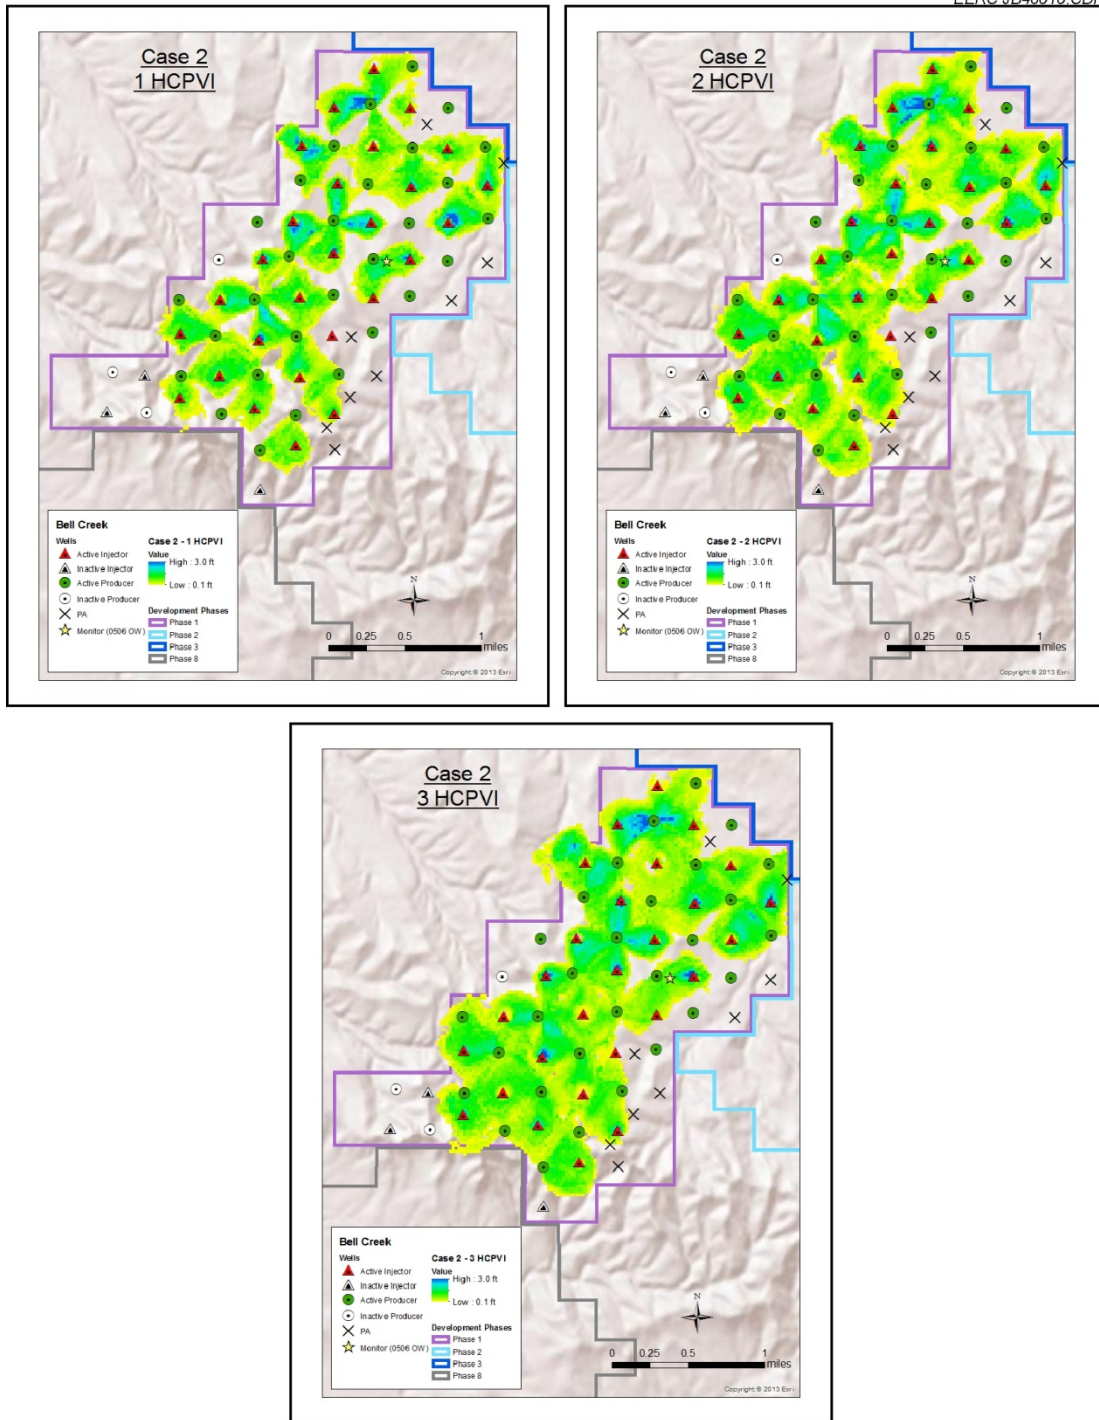 Case 2
1 HCPVI
Bell Creek
Wells
Active Injector
Inactive Injector
Active Producer
Inactive Producer
PA
Monitor (0506 OW)
Case 2 - 1 HCPVI
Value
High : 3.0 ft
Low : 0.1 ft
Development Phases
Phase 1
Phase 2
Phase 3
Phase 8
N
0 0.25 0.5 1
miles
Copyright:© 2013 Esri
Case 2
2 HCPVI
Bell Creek
Wells
Active Injector
Inactive Injector
Active Producer
Inactive Producer
PA
Monitor (0506 OW)
Case 2 - 2 HCPVI
Value
High : 3.0 ft
Low : 0.1 ft
Development Phases
Phase 1
Phase 2
Phase 3
Phase 8
N
0 0.25 0.5 1
miles
Copyright:© 2013 Esri
Case 2
3 HCPVI
Bell Creek
Wells
Active Injector
Inactive Injector
Active Producer
Inactive Producer
PA
Monitor (0506 OW)
Case 2 - 3 HCPVI
Value
High : 3.0 ft
Low : 0.1 ft
Development Phases
Phase 1
Phase 2
Phase 3
Phase 8
N
0 0.25 0.5 1
miles
Copyright:© 2013 Esri